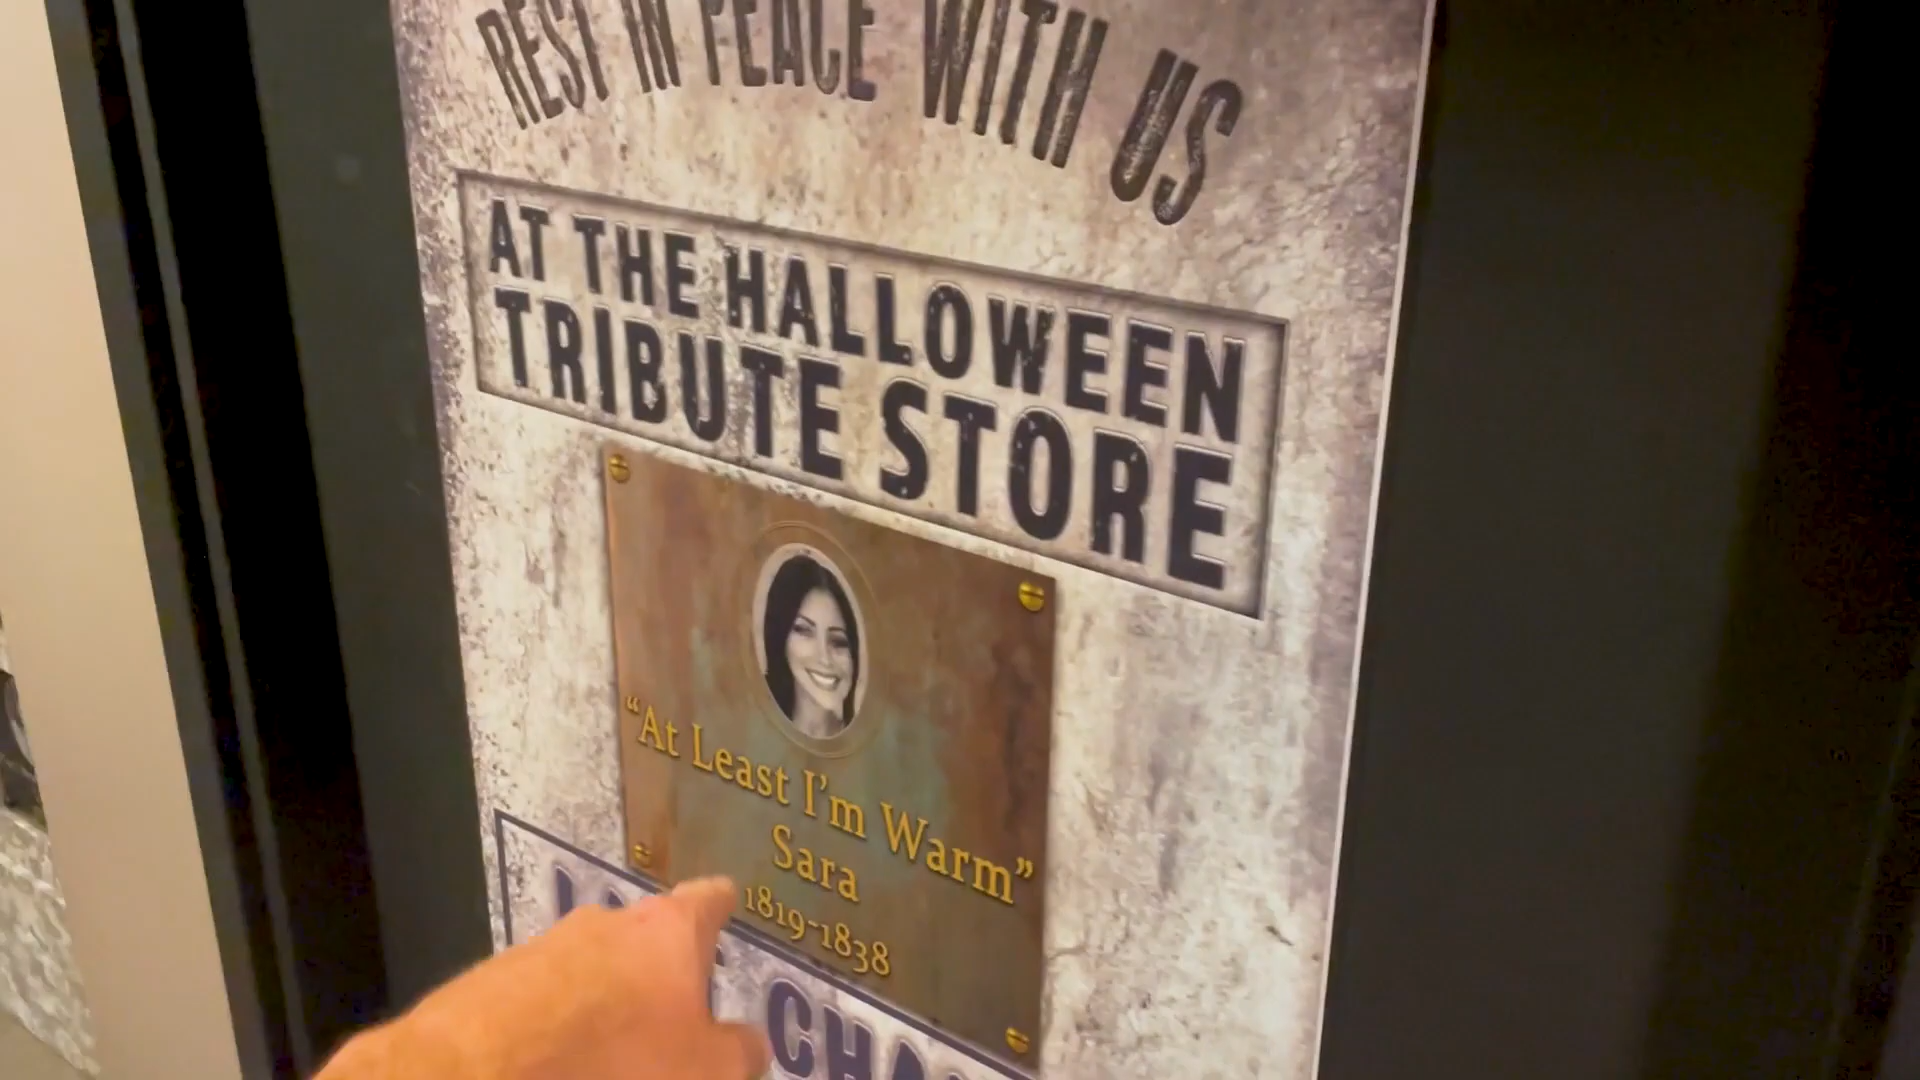 REST IN PEACE WITH US
AT THE HALLOWEEN
TRIBUTE STORE
"At Least I'm Warm"
Sara
1819-1838